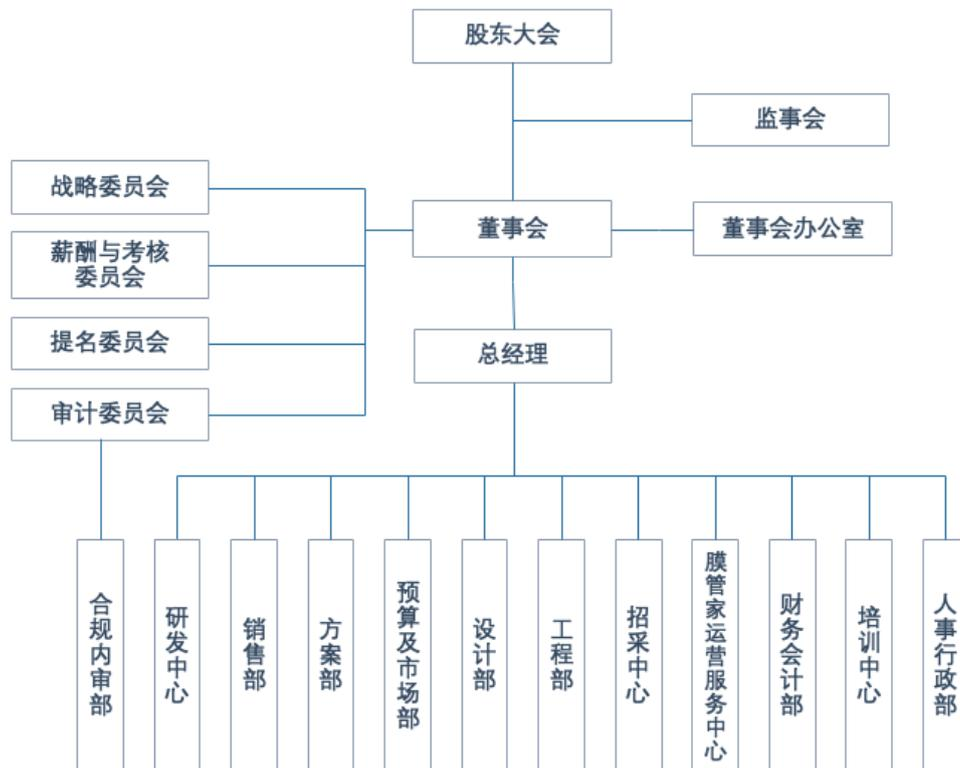 股东大会
监事会
战略委员会
董事会
董事会办公室
薪酬与考核
委员会
提名委员会
总经理
审计委员会
合规内审部
研发中心
销售部
方案部
预算及市场部
设计部
工程部
招采中心
膜管家运营服务中心
财务会计部
培训中心
人事行政部